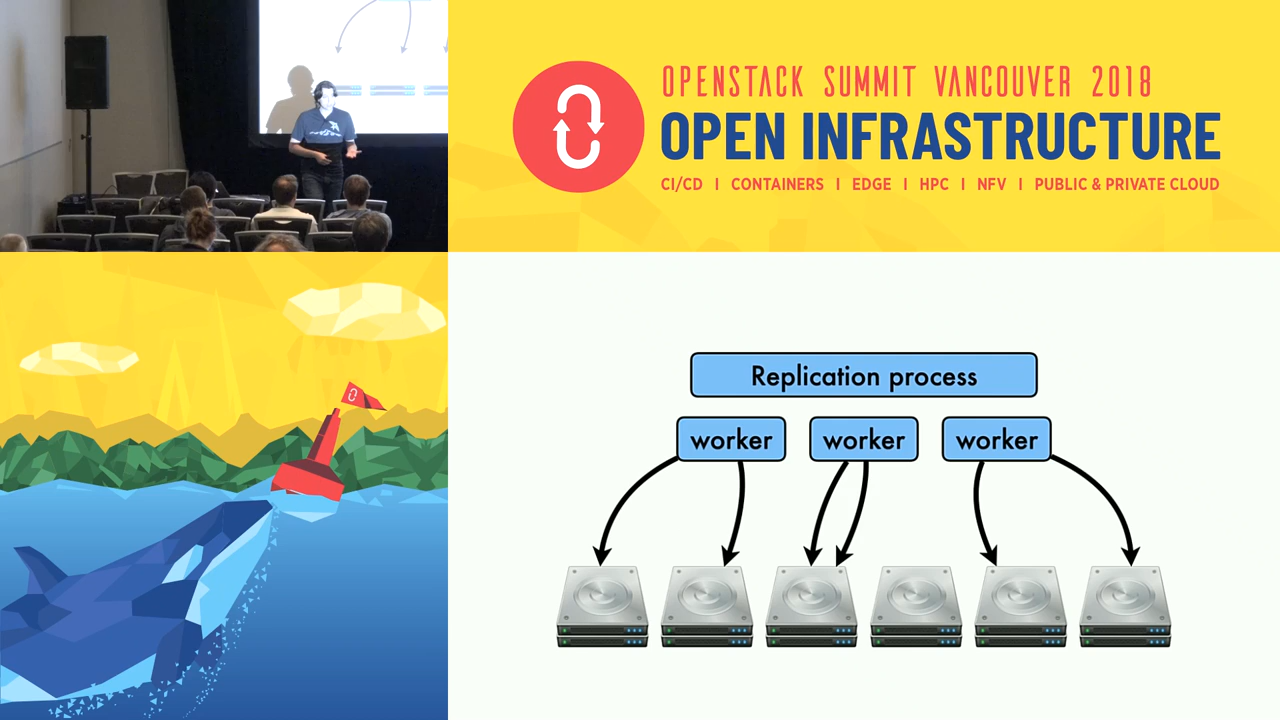 OPENSTACK SUMMIT VANCOUVER 2018
OPEN INFRASTRUCTURE
CI/CD | CONTAINERS | EDGE | HPC | NFV | PUBLIC & PRIVATE CLOUD
Replication process
worker worker worker